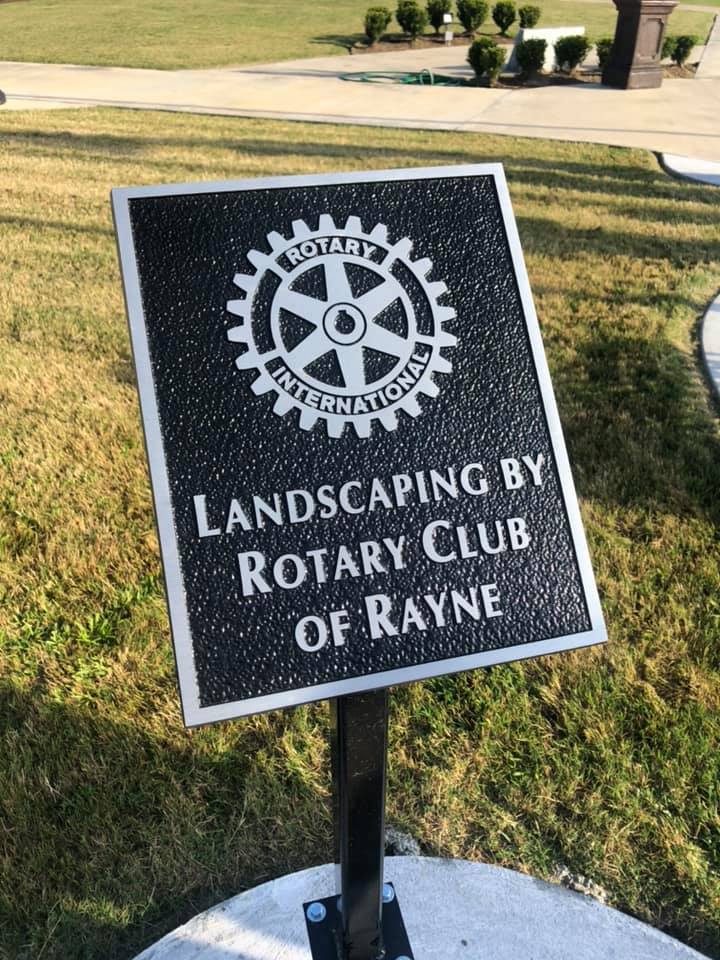 ROTARY
INTERNATIONAL
LANDSCAPING BY
ROTARY CLUB
OF RAYNE